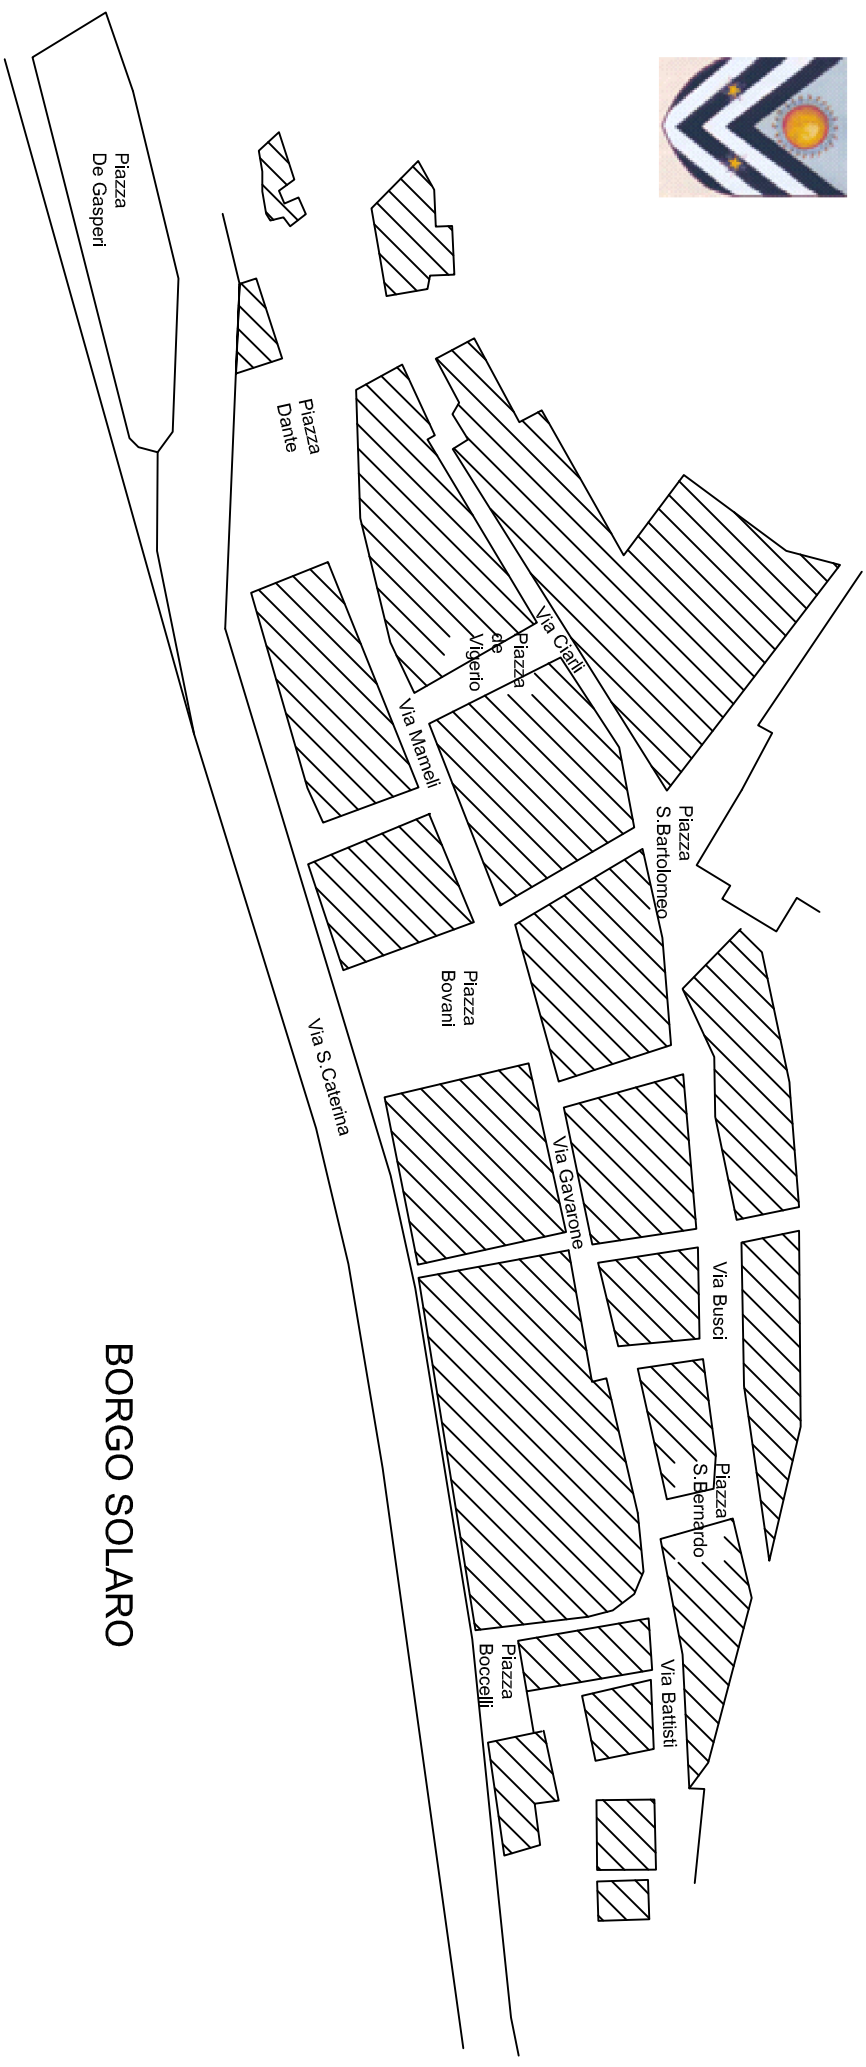 Piazza
De Gasperi
Piazza
Dante
Via Ciarli
Piazza
de
Vigerio
Via Mameli
Piazza
S.Bartolomeo
Piazza
Bovani
Via S.Caterina
Via Gavarone
Via Busci
Piazza
S.Bernardo
Piazza
Boccelli
Via Battisti
BORGO SOLARO